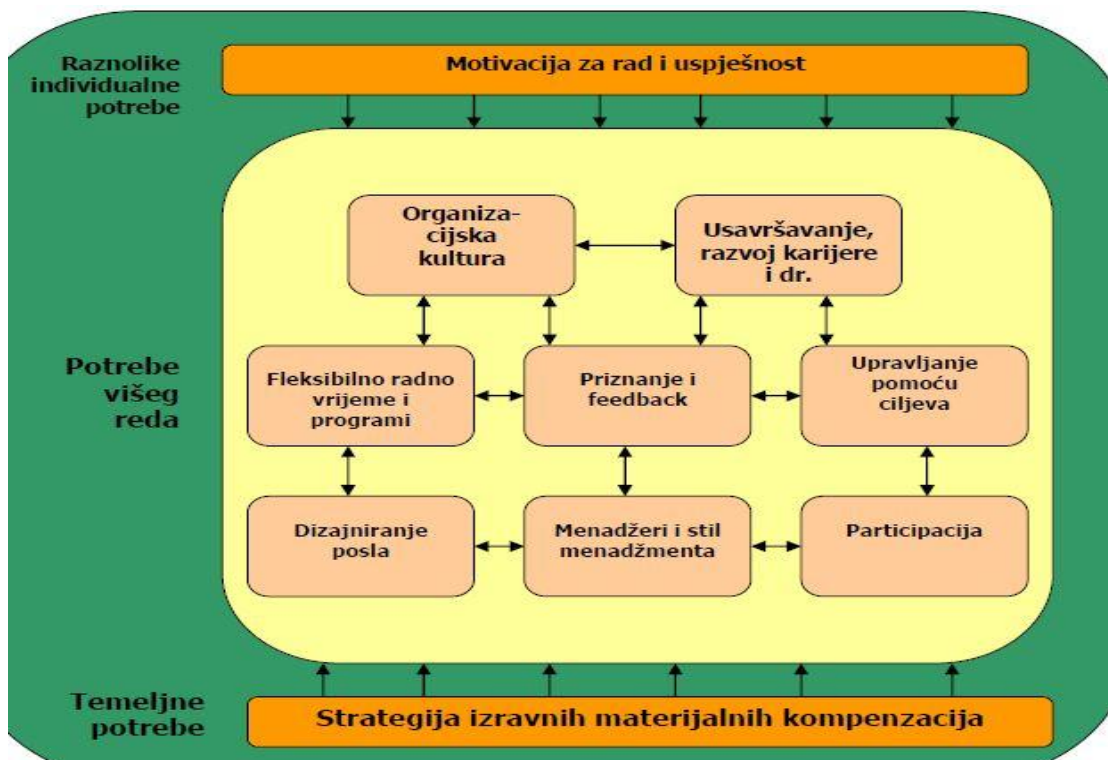 Raznolike
individualne
potrebe
Motivacija za rad i uspješnost
Organiza-
cijska
kultura
Usavršavanje,
razvoj karijere
i dr.
Potrebe
višeg
reda
Fleksibilno radno
vrijeme i
programi
Priznanje i
feedback
Upravljanje
pomoću
ciljeva
Dizajniranje
posla
Menadžeri i stil
menadžmenta
Participacija
Temeljne
potrebe
Strategija izravnih materijalnih kompenzacija